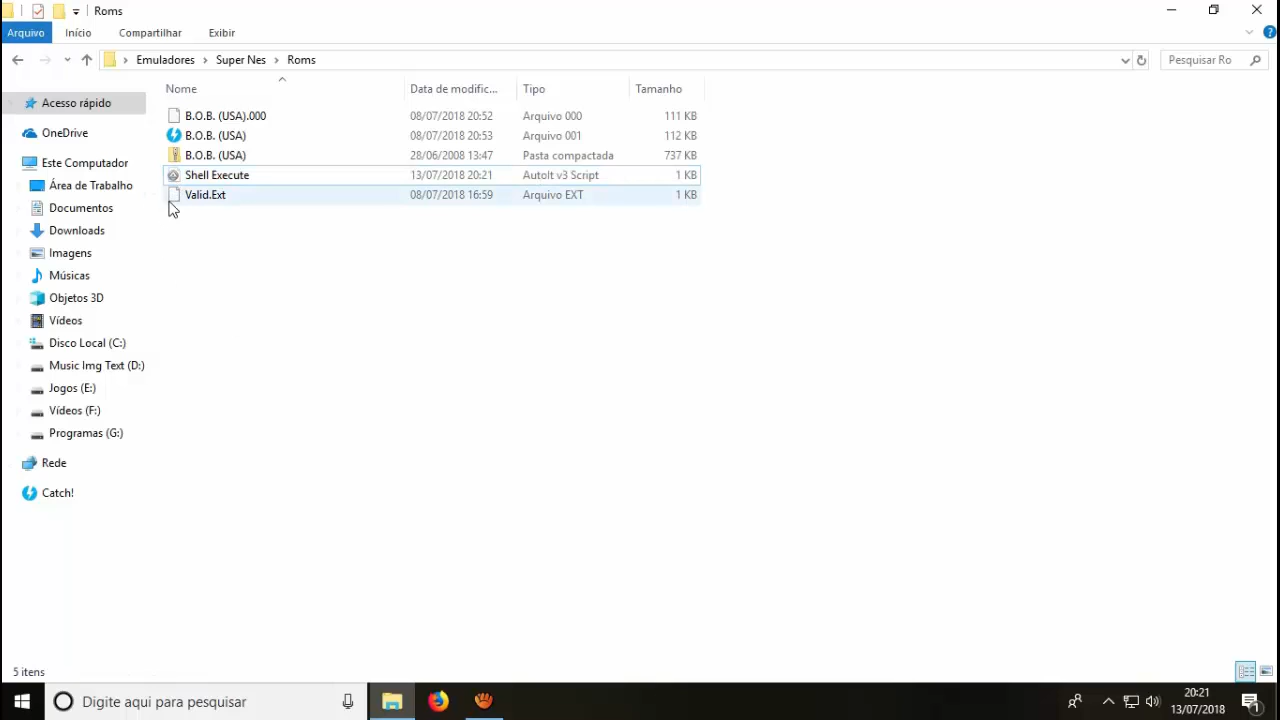 Roms
Arquivo Início Compartilhar Exibir
Emuladores Super Nes Roms Pesquisar Ro
Nome Data de modific... Tipo Tamanho
Acesso rápido
OneDrive
Este Computador
Área de Trabalho
Documentos
Downloads
Imagens
Músicas
Objetos 3D
Vídeos
Disco Local (C:)
Music Img Text (D:)
Jogos (E:)
Vídeos (F:)
Programas (G:)
Rede
Catch!
B.O.B. (USA).000 08/07/2018 20:52 Arquivo 000 111 KB
B.O.B. (USA) 08/07/2018 20:53 Arquivo 001 112 KB
B.O.B. (USA) 28/06/2008 13:47 Pasta compactada 737 KB
Shell Execute 13/07/2018 20:21 AutoIt v3 Script 1 KB
Valid.Ext 08/07/2018 16:59 Arquivo EXT 1 KB
5 itens
Digite aqui para pesquisar
20:21
13/07/2018
1